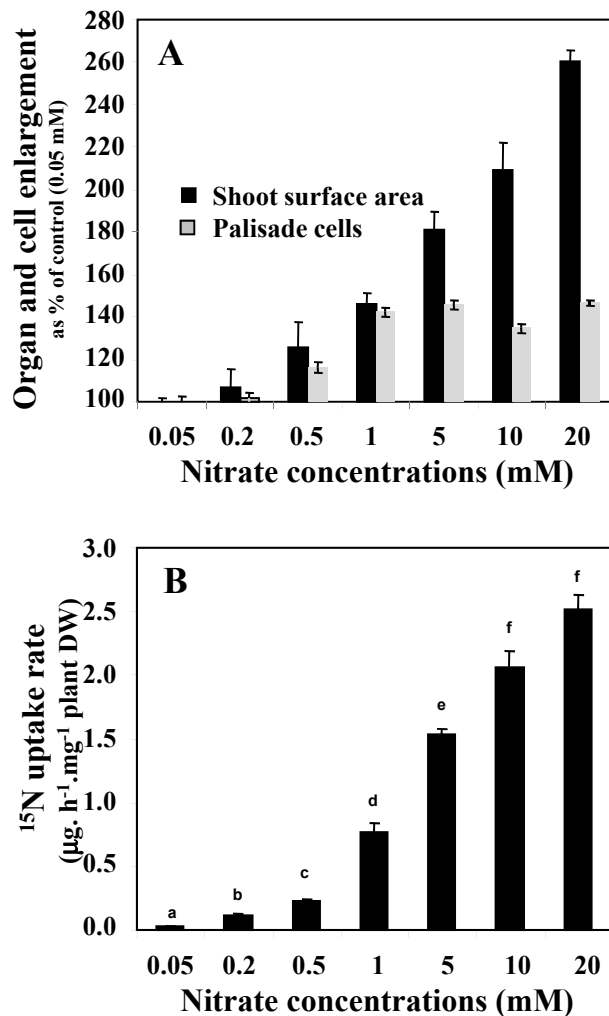 A
Organ and cell enlargement
as % of control (0.05 mM)
280
260
240
220
200
180
160
140
120
100
Shoot surface area
Palisade cells
0.05 0.2 0.5 1 5 10 20
Nitrate concentrations (mM)
B
¹⁵N uptake rate
(µg. h⁻¹.mg⁻¹ plant DW)
3.0
2.5
2.0
1.5
1.0
0.5
0.0
a b c d e f f
0.05 0.2 0.5 1 5 10 20
Nitrate concentrations (mM)